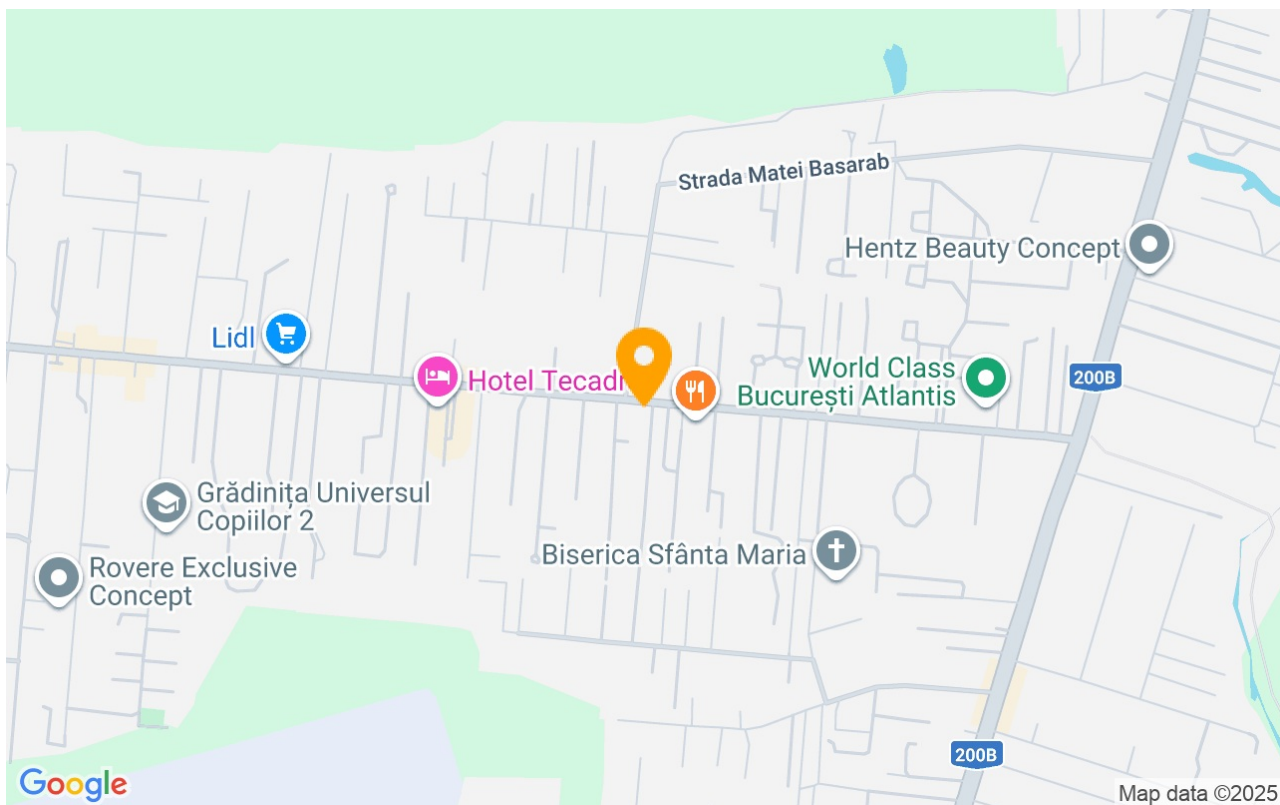 Strada Matei Basarab
Hentz Beauty Concept
Lidl
Hotel Tecadi
World Class
București Atlantis
200B
Grădinița Universul
Copiilor 2
Biserica Sfânta Maria
Rovere Exclusive
Concept
200B
Google
Map data ©2025